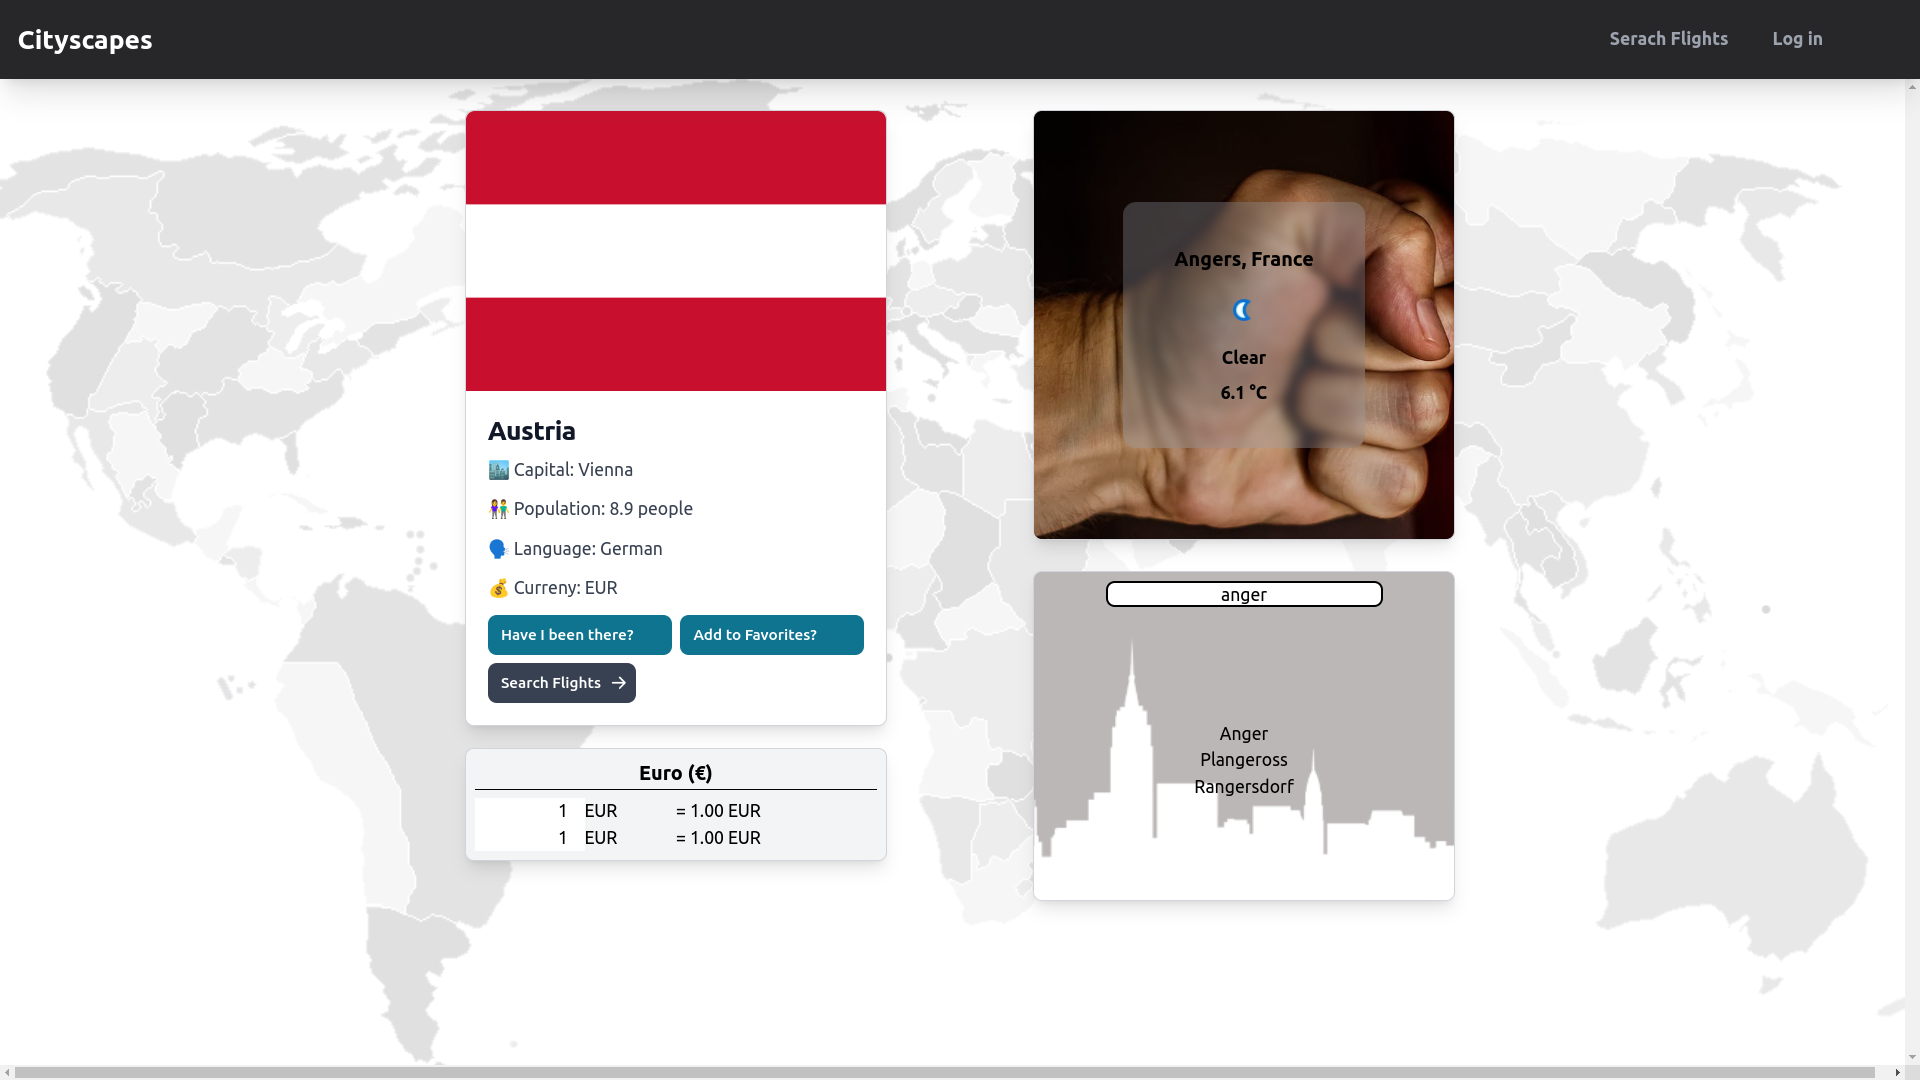 Cityscapes
Serach Flights
Log in
Austria
🏙️ Capital: Vienna
👫 Population: 8.9 people
🗣️ Language: German
💰 Curreny: EUR
Have I been there?
Add to Favorites?
Search Flights →
Euro (€)
1 EUR = 1.00 EUR
1 EUR = 1.00 EUR
Angers, France
Clear
6.1 °C
anger
Anger
Plangeross
Rangersdorf